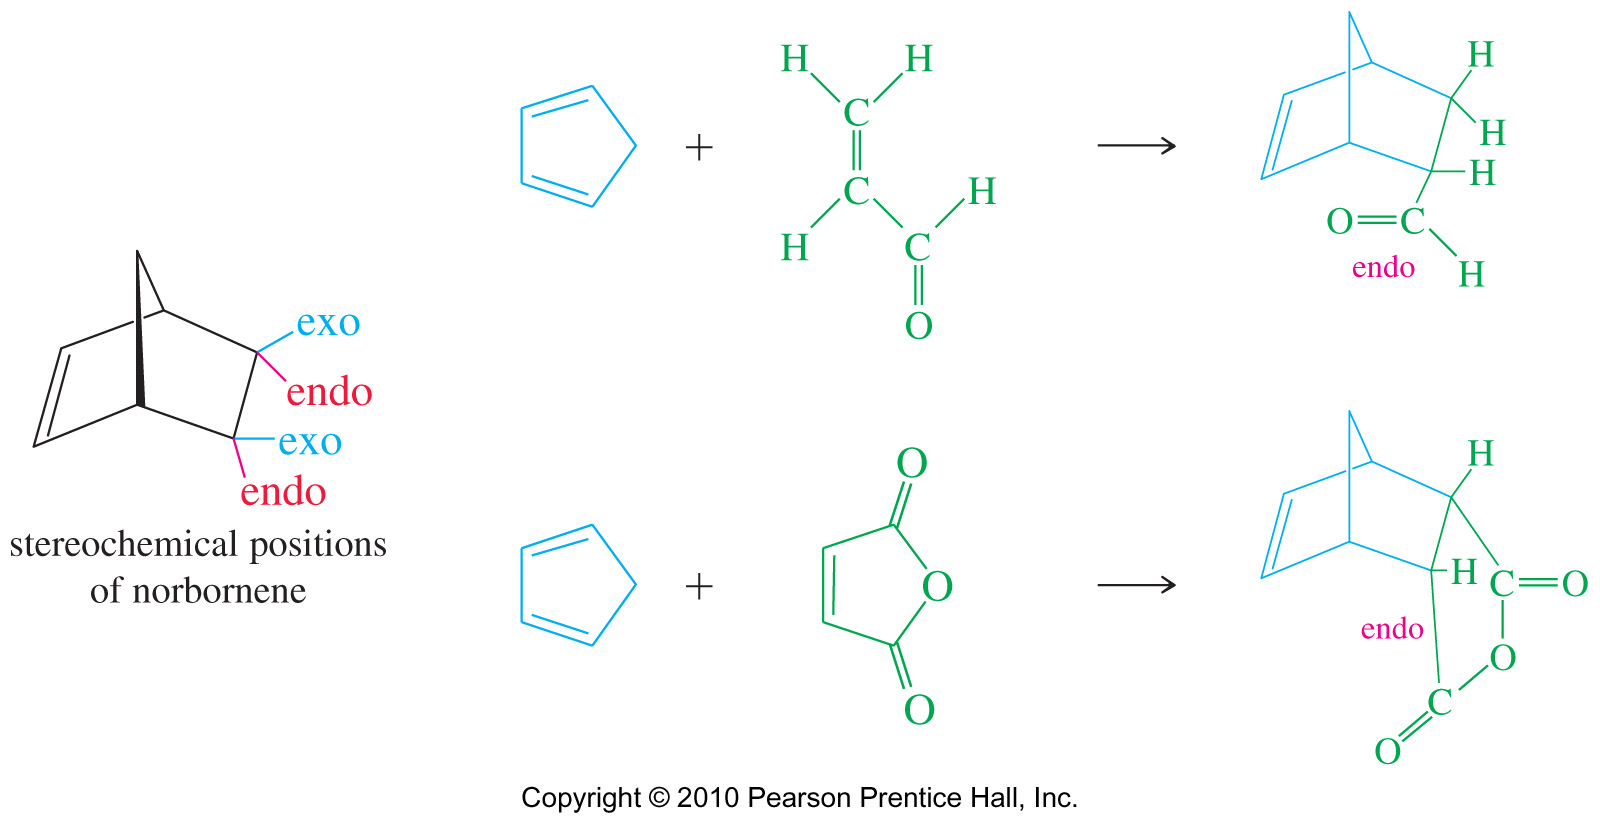 H H
C
C
H H
C
O
H
H
H
O C
endo H
exo
endo
exo
endo
stereochemical positions
of norbornene
+
O
O
O
+
H
H C O
endo
O
C
O
Copyright © 2010 Pearson Prentice Hall, Inc.